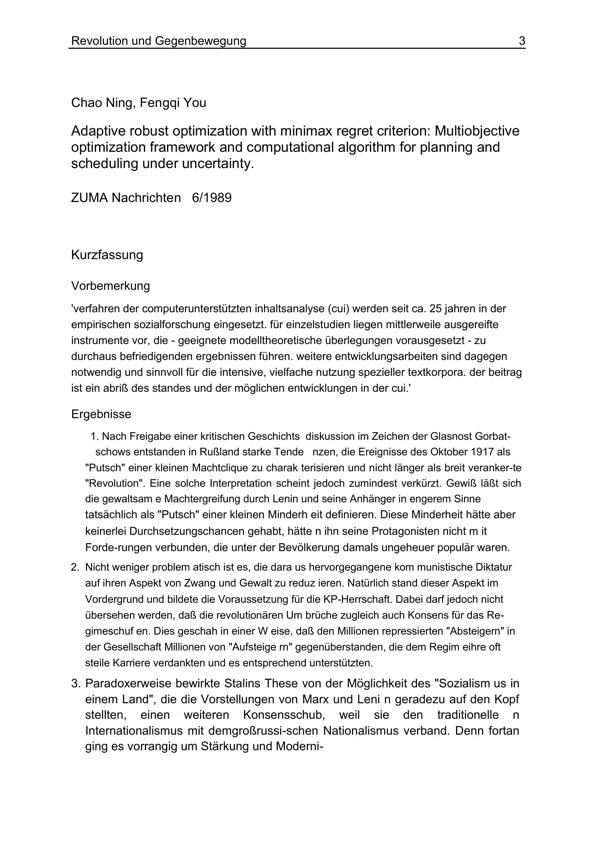 Revolution und Gegenbewegung 3
Chao Ning, Fengqi You
Adaptive robust optimization with minimax regret criterion: Multiobjective
optimization framework and computational algorithm for planning and
scheduling under uncertainty.
ZUMA Nachrichten 6/1989
Kurzfassung
Vorbemerkung
'verfahren der computerunterstützten inhaltsanalyse (cui) werden seit ca. 25 jahren in der
empirischen sozialforschung eingesetzt. für einzelstudien liegen mittlerweile ausgereifte
instrumente vor, die - geeignete modelltheoretische überlegungen vorausgesetzt - zu
durchaus befriedigenden ergebnissen führen. weitere entwicklungsarbeiten sind dagegen
notwendig und sinnvoll für die intensive, vielfache nutzung spezieller textkorpora. der beitrag
ist ein abriß des standes und der möglichen entwicklungen in der cui.'
Ergebnisse
1. Nach Freigabe einer kritischen Geschichts diskussion im Zeichen der Glasnost Gorbat-
schows entstanden in Rußland starke Tende nzen, die Ereignisse des Oktober 1917 als
"Putsch" einer kleinen Machtclique zu charak terisieren und nicht länger als breit veranker-te
"Revolution". Eine solche Interpretation scheint jedoch zumindest verkürzt. Gewiß läßt sich
die gewaltsam e Machtergreifung durch Lenin und seine Anhänger in engerem Sinne
tatsächlich als "Putsch" einer kleinen Minderh eit definieren. Diese Minderheit hätte aber
keinerlei Durchsetzungschancen gehabt, hätte n ihn seine Protagonisten nicht m it
Forde-rungen verbunden, die unter der Bevölkerung damals ungeheuer populär waren.
2. Nicht weniger problem atisch ist es, die dara us hervorgegangene kom munistische Diktatur
auf ihren Aspekt von Zwang und Gewalt zu reduz ieren. Natürlich stand dieser Aspekt im
Vordergrund und bildete die Voraussetzung für die KP-Herrschaft. Dabei darf jedoch nicht
übersehen werden, daß die revolutionären Um brüche zugleich auch Konsens für das Re-
gimeschuf en. Dies geschah in einer W eise, daß den Millionen repressierten "Absteigern" in
der Gesellschaft Millionen von "Aufsteige rn" gegenüberstanden, die dem Regim eihre oft
steile Karriere verdankten und es entsprechend unterstützten.
3. Paradoxerweise bewirkte Stalins These von der Möglichkeit des "Sozialism us in
einem Land", die die Vorstellungen von Marx und Leni n geradezu auf den Kopf
stellten, einen weiteren Konsensschub, weil sie den traditionelle n
Internationalismus mit demgroßrussi-schen Nationalismus verband. Denn fortan
ging es vorrangig um Stärkung und Moderni-